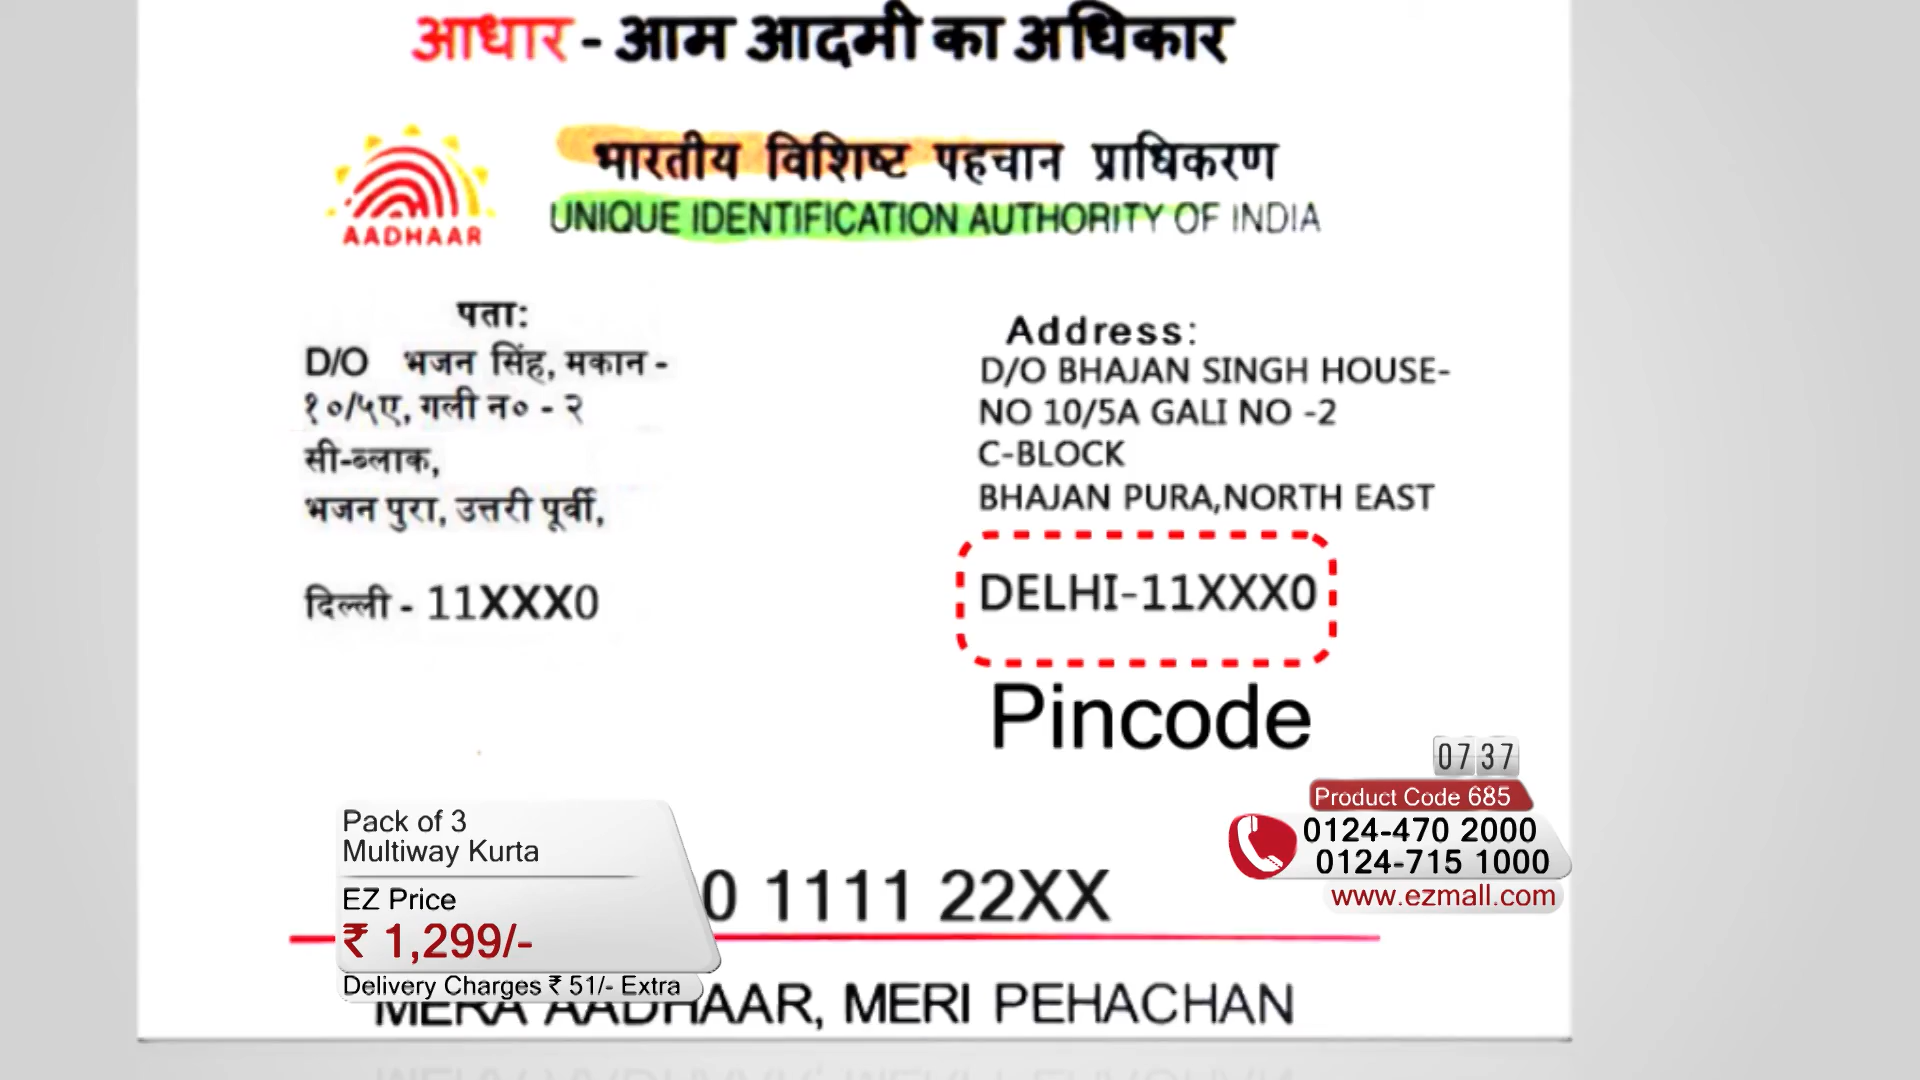 आधार - आम आदमी का अधिकार
भारतीय विशिष्ट पहचान प्राधिकरण
UNIQUE IDENTIFICATION AUTHORITY OF INDIA
AADHAAR
पता:
D/O भजन सिंह, मकान -
१०/५ए, गली न० - २
सी-ब्लाक,
भजन पुरा, उत्तरी पूर्वी,
दिल्ली - 11XXX0
Address:
D/O BHAJAN SINGH HOUSE-
NO 10/5A GALI NO -2
C-BLOCK
BHAJAN PURA,NORTH EAST
DELHI-11XXX0
Pincode
07 37
Product Code 685
0124-470 2000
0124-715 1000
www.ezmall.com
Pack of 3
Multiway Kurta
EZ Price
₹ 1,299/-
Delivery Charges ₹ 51/- Extra
0 1111 22XX
MERA AADHAAR, MERI PEHACHAN